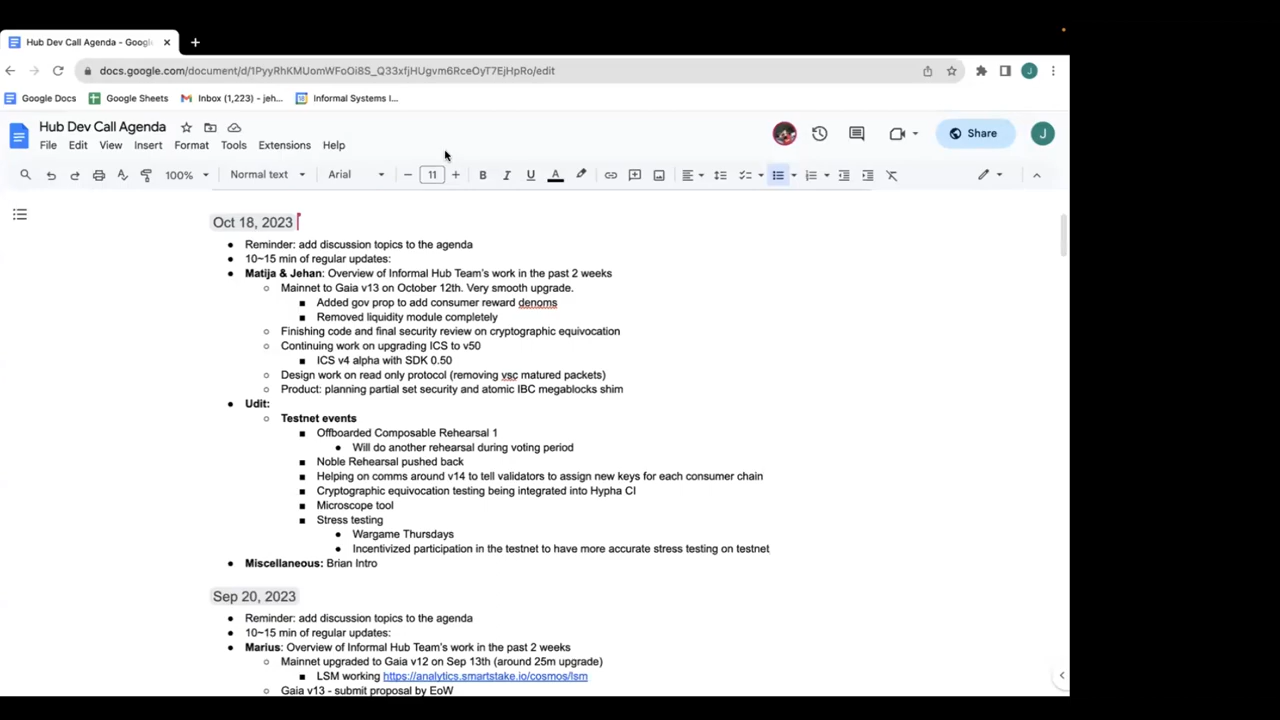 Hub Dev Call Agenda - Googl
docs.google.com/document/d/1PyyRhKMUomWFoOi8S_Q33xfjHUgvm6RceOyT7EjHpRo/edit
J
Google Docs
Google Sheets
Inbox (1,223) - jeh...
Informal Systems I...
Hub Dev Call Agenda
File Edit View Insert Format Tools Extensions Help
Share
J
100% Normal text Arial 11 B I U A
Oct 18, 2023
Reminder: add discussion topics to the agenda
10~15 min of regular updates:
Matija & Jehan: Overview of Informal Hub Team's work in the past 2 weeks
Mainnet to Gaia v13 on October 12th. Very smooth upgrade.
Added gov prop to add consumer reward denoms
Removed liquidity module completely
Finishing code and final security review on cryptographic equivocation
Continuing work on upgrading ICS to v50
ICS v4 alpha with SDK 0.50
Design work on read only protocol (removing vsc matured packets)
Product: planning partial set security and atomic IBC megablocks shim
Udit:
Testnet events
Offboarded Composable Rehearsal 1
Will do another rehearsal during voting period
Noble Rehearsal pushed back
Helping on comms around v14 to tell validators to assign new keys for each consumer chain
Cryptographic equivocation testing being integrated into Hypha CI
Microscope tool
Stress testing
Wargame Thursdays
Incentivized participation in the testnet to have more accurate stress testing on testnet
Miscellaneous: Brian Intro
Sep 20, 2023
Reminder: add discussion topics to the agenda
10~15 min of regular updates:
Marius: Overview of Informal Hub Team's work in the past 2 weeks
Mainnet upgraded to Gaia v12 on Sep 13th (around 25m upgrade)
LSM working https://analytics.smartstake.io/cosmos/lsm
Gaia v13 - submit proposal by EoW